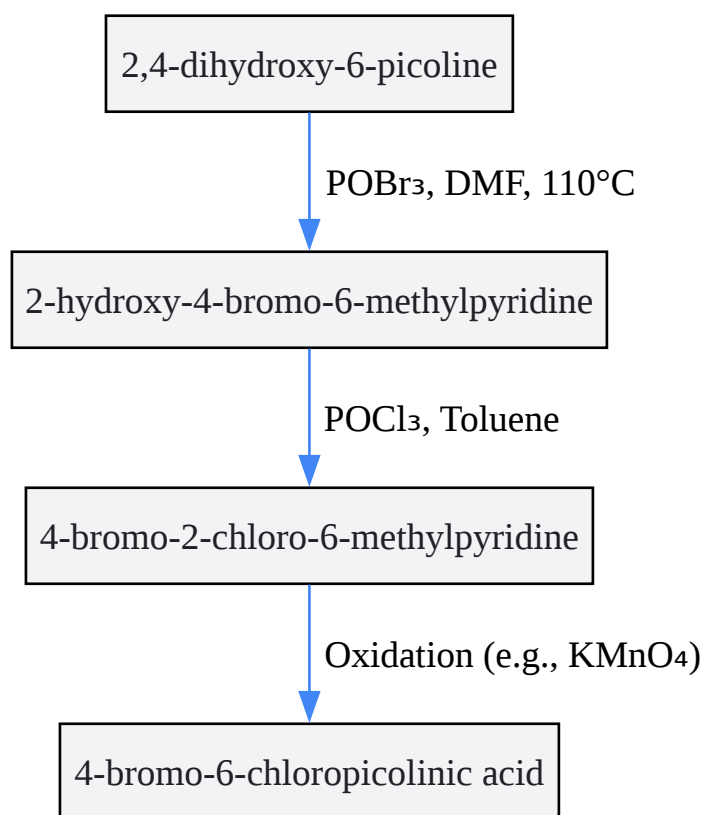 2,4-dihydroxy-6-picoline
POBr₃, DMF, 110°C
2-hydroxy-4-bromo-6-methylpyridine
POCl₃, Toluene
4-bromo-2-chloro-6-methylpyridine
Oxidation (e.g., KMnO₄)
4-bromo-6-chloropicolinic acid